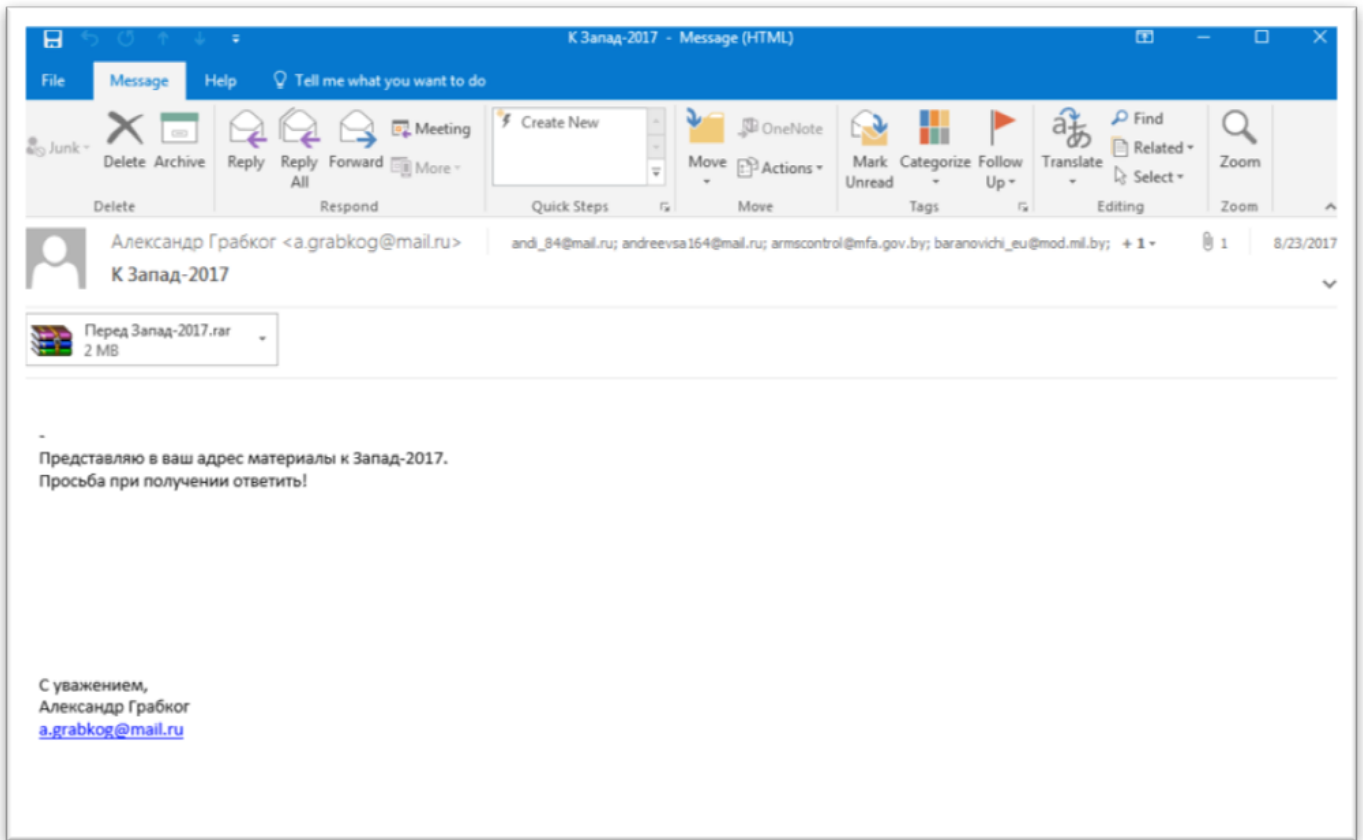 К Запад-2017 - Message (HTML)
File Message Help Tell me what you want to do
Junk
Delete Archive
Delete
Reply Reply All Forward
Meeting
More
Respond
Create New
Quick Steps
Move
OneNote
Actions
Move
Mark Unread Categorize Follow Up
Tags
Translate
Find
Related
Select
Editing
Zoom
Zoom
Александр Грабког <a.grabkog@mail.ru> andi_84@mail.ru; andreevsa164@mail.ru; armscontrol@mfa.gov.by; baranovichi_eu@mod.mil.by; + 1 1 8/23/2017
К Запад-2017
Перед Запад-2017.rar
2 MB
-
Представляю в ваш адрес материалы к Запад-2017.
Просьба при получении ответить!
С уважением,
Александр Грабког
a.grabkog@mail.ru